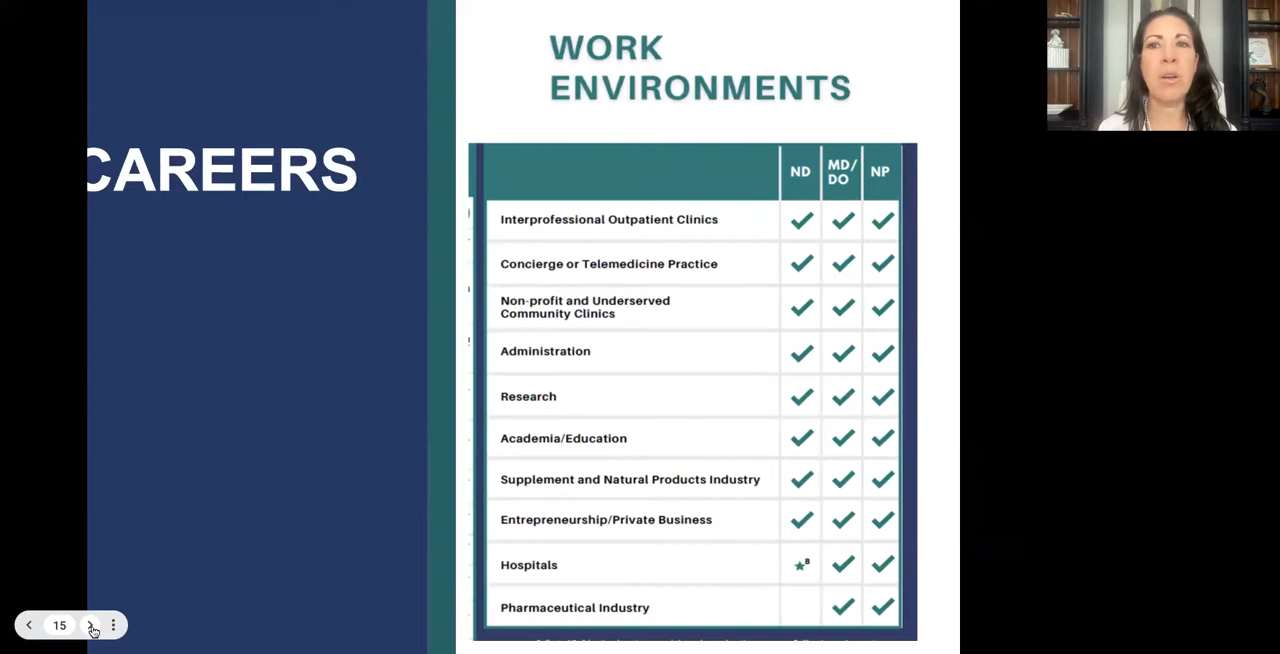 CAREERS
WORK
ENVIRONMENTS
ND
MD/
DO
NP
Interprofessional Outpatient Clinics
Concierge or Telemedicine Practice
Non-profit and Underserved
Community Clinics
Administration
Research
Academia/Education
Supplement and Natural Products Industry
Entrepreneurship/Private Business
Hospitals
8
Pharmaceutical Industry
15